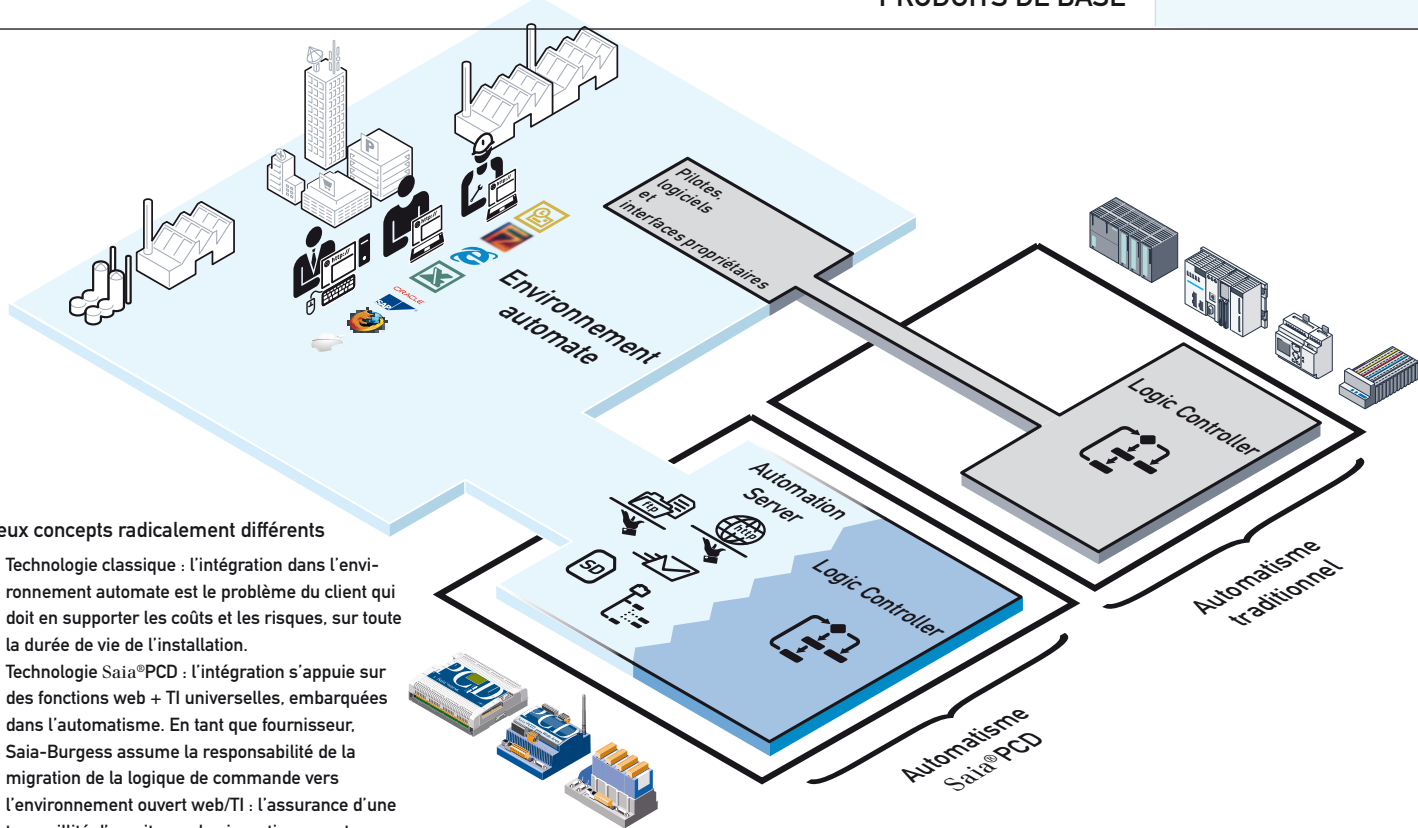 PRODUITS DE BASE
P
http://
http://
http://
ORACLE
SAP
Environnement
automate
Pilotes,
logiciels
et
interfaces propriétaires
Logic Controller
Automatisme
traditionnel
Automation
Server
ftp
http
SD
Logic Controller
Automatisme
Saia®PCD
PCD
PCD
eux concepts radicalement différents
Technologie classique : l'intégration dans l'envi-
ronnement automate est le problème du client qui
doit en supporter les coûts et les risques, sur toute
la durée de vie de l'installation.
Technologie Saia®PCD : l'intégration s'appuie sur
des fonctions web + TI universelles, embarquées
dans l'automatisme. En tant que fournisseur,
Saia-Burgess assume la responsabilité de la
migration de la logique de commande vers
l'environnement ouvert web/TI : l'assurance d'une